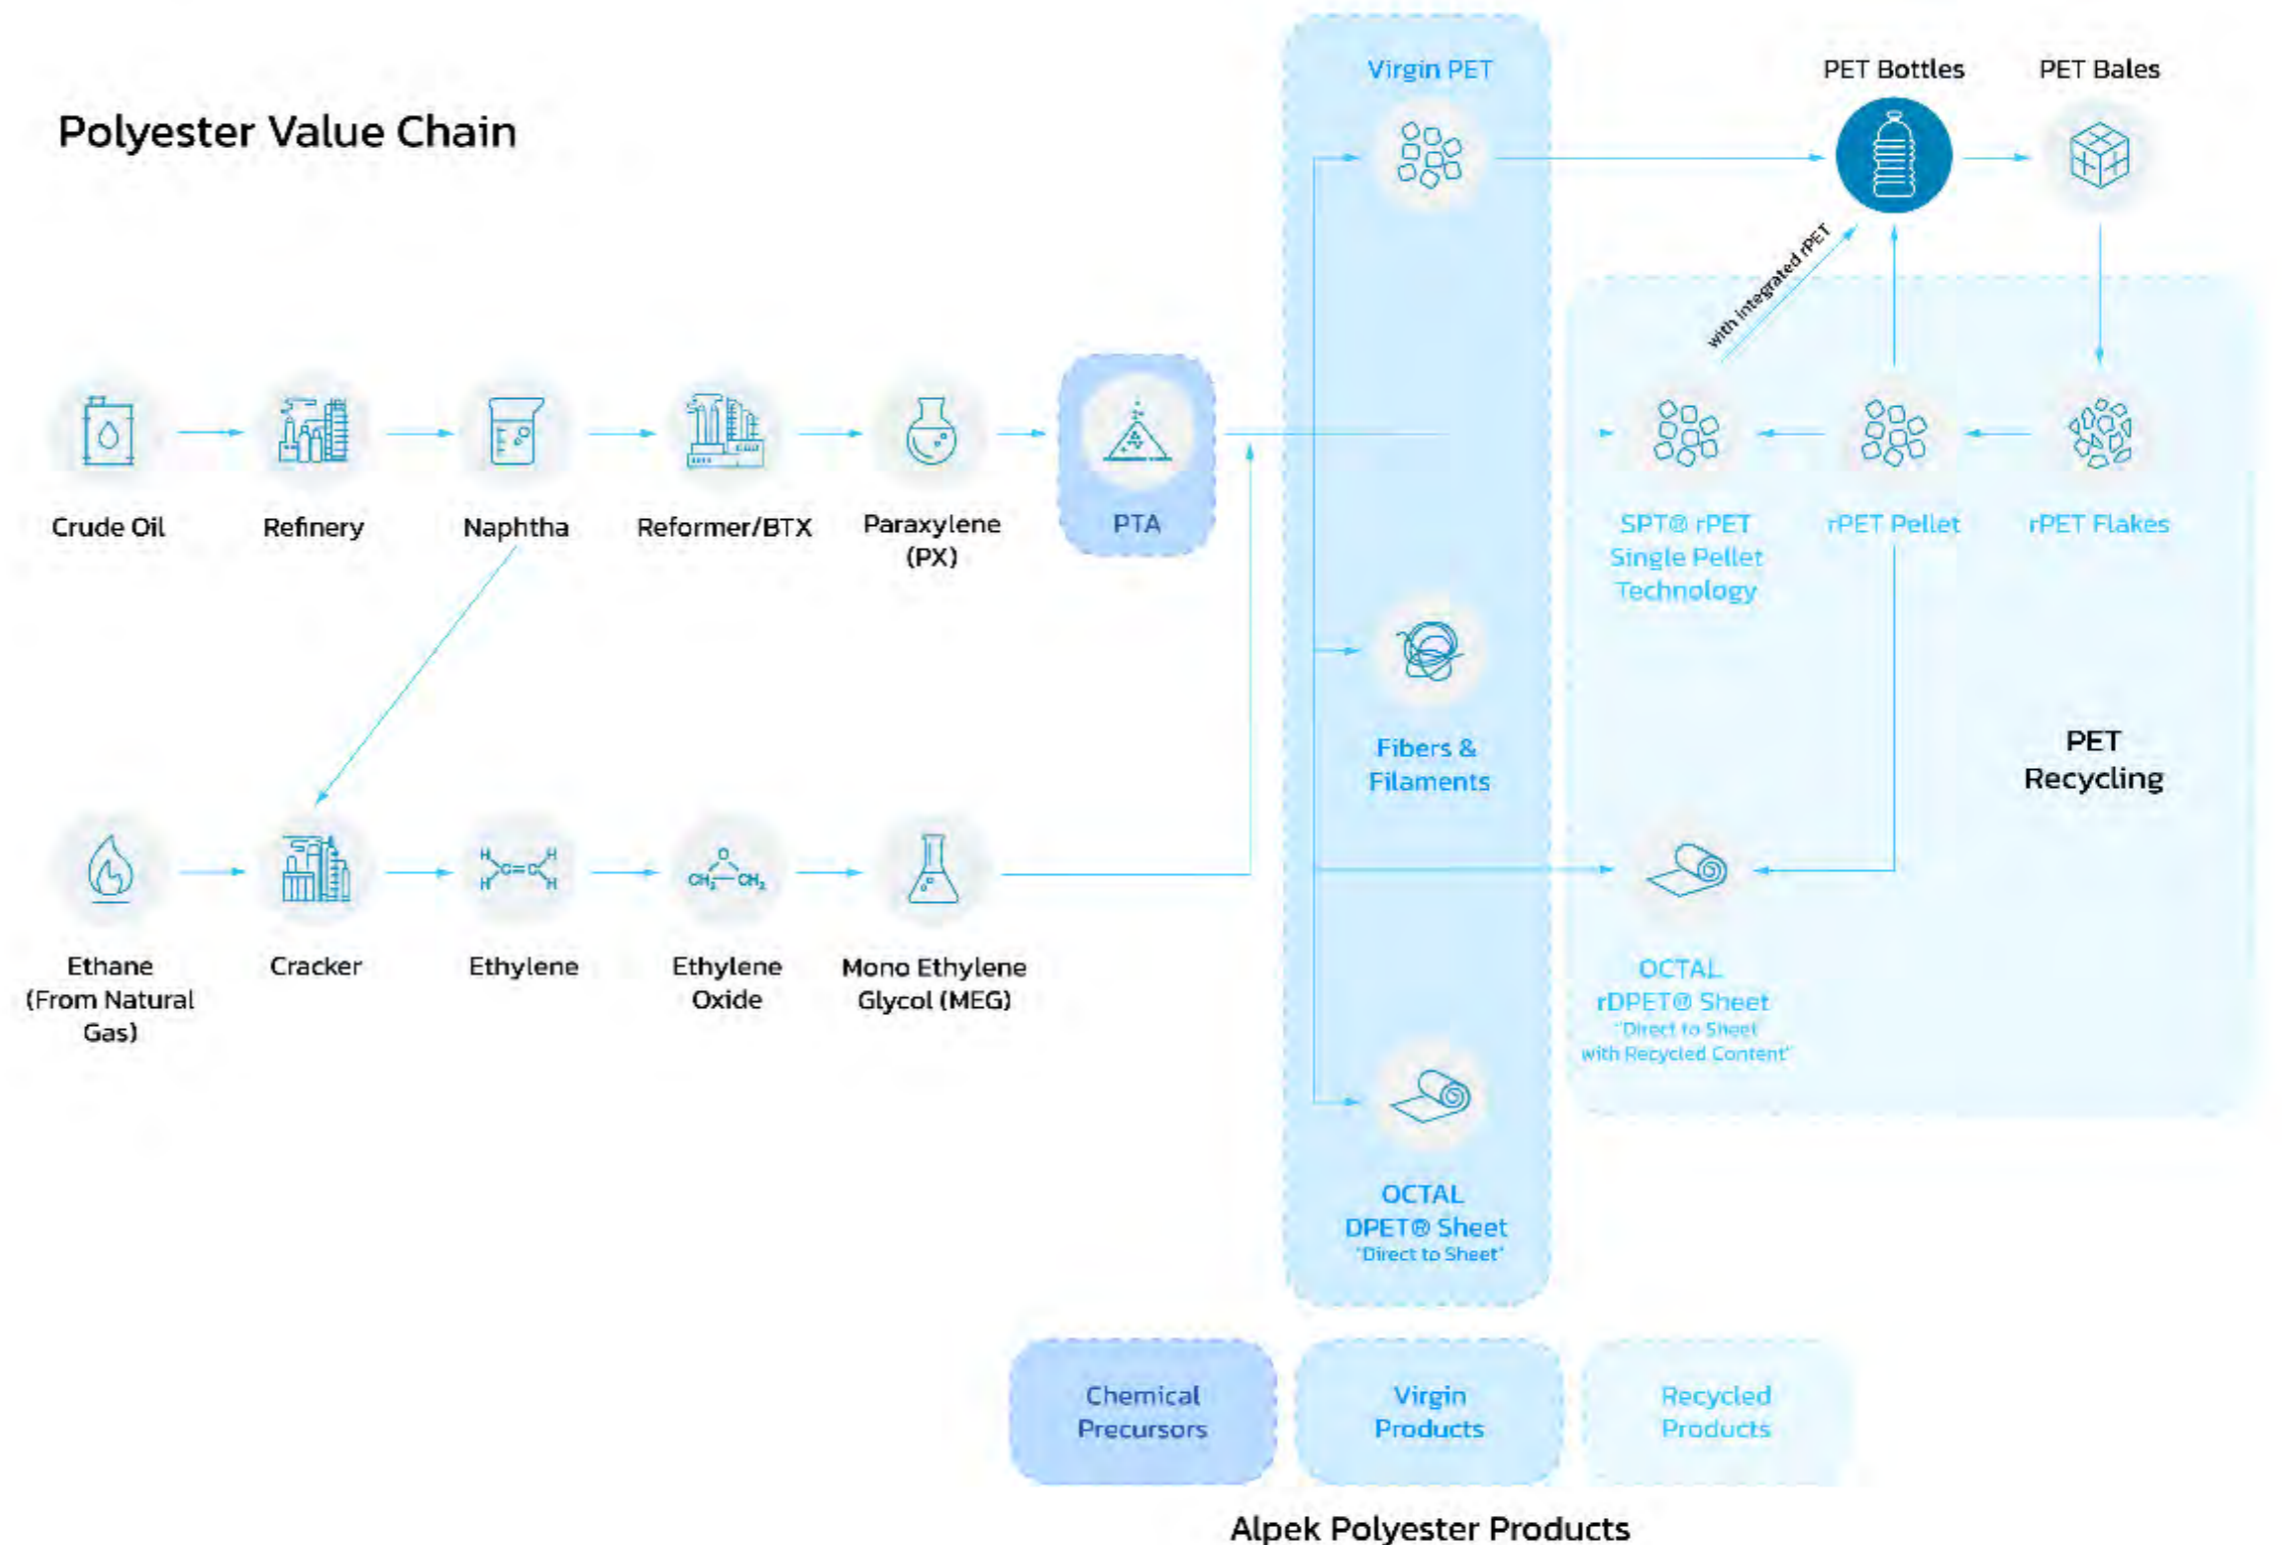 Polyester Value Chain
Virgin PET
PET Bottles
PET Bales
with integrated rPET
Crude Oil
Refinery
Naphtha
Reformer/BTX
Paraxylene
(PX)
PTA
SPT® rPET
Single Pellet
Technology
rPET Pellet
rPET Flakes
Fibers &
Filaments
PET
Recycling
H
H
C=C
H
H
O
CH₂—CH₂
Ethane
(From Natural
Gas)
Cracker
Ethylene
Ethylene
Oxide
Mono Ethylene
Glycol (MEG)
OCTAL
rDPET® Sheet
"Direct to Sheet
with Recycled Content"
OCTAL
DPET® Sheet
"Direct to Sheet"
Chemical
Precursors
Virgin
Products
Recycled
Products
Alpek Polyester Products